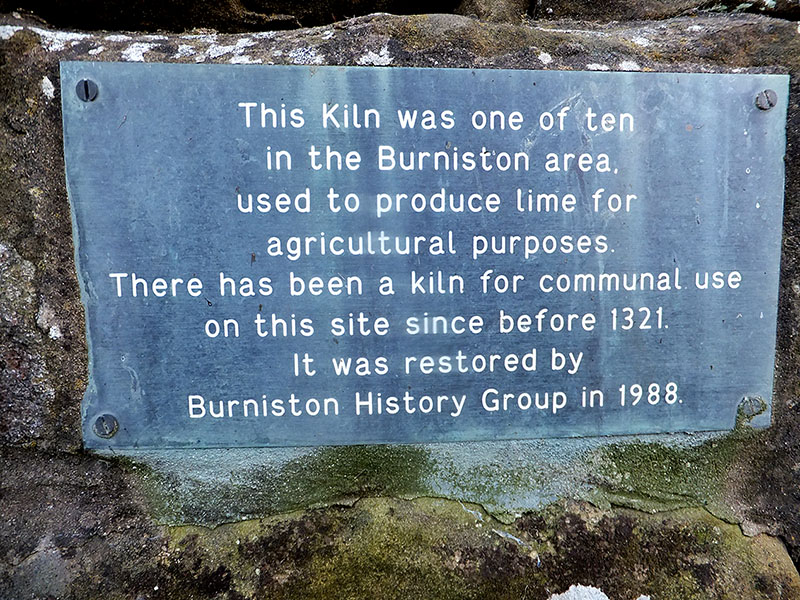 This Kiln was one of ten
in the Burniston area,
used to produce lime for
agricultural purposes.
There has been a kiln for communal use
on this site since before 1321.
It was restored by
Burniston History Group in 1988.